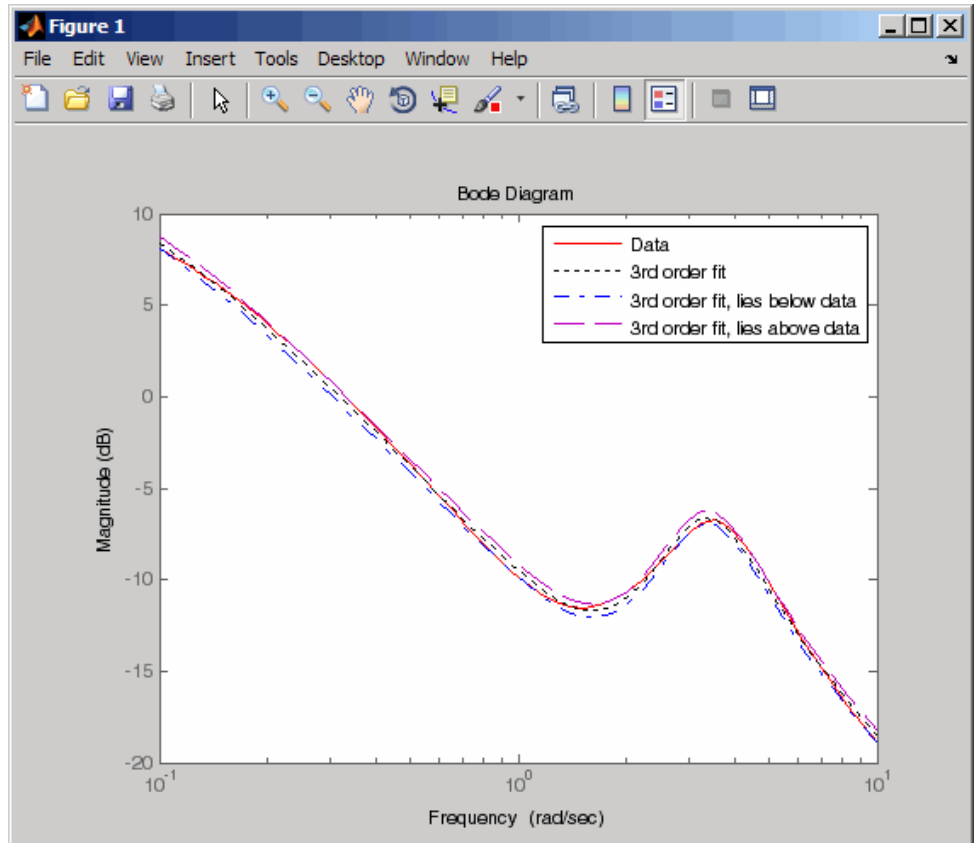 Figure 1
File Edit View Insert Tools Desktop Window Help
Bode Diagram
10
5
0
-5
-10
-15
-20
Magnitude (dB)
Data
3rd order fit
3rd order fit, lies below data
3rd order fit, lies above data
10^-1
10^0
10^1
Frequency (rad/sec)